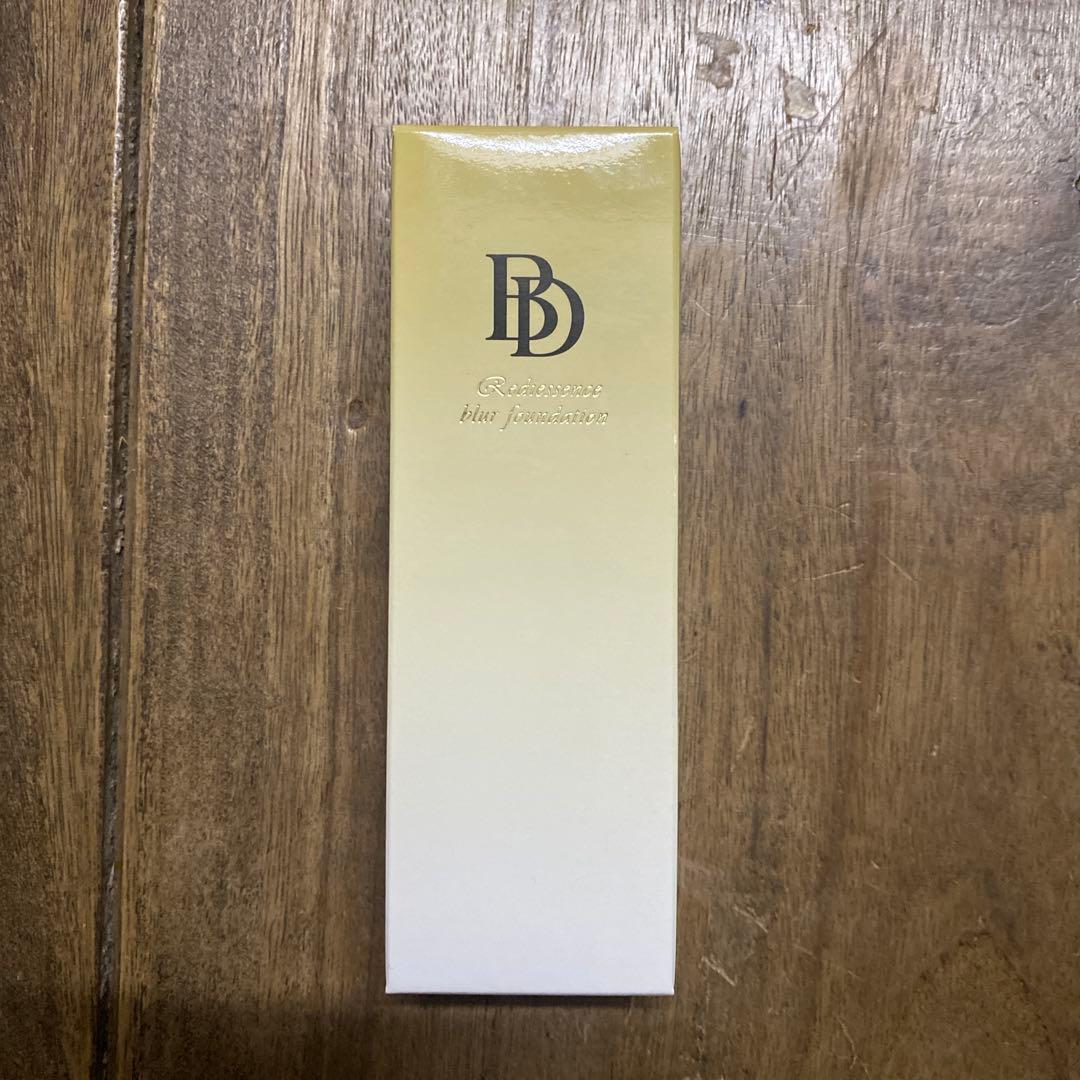 BD
Rediessence
blur foundation